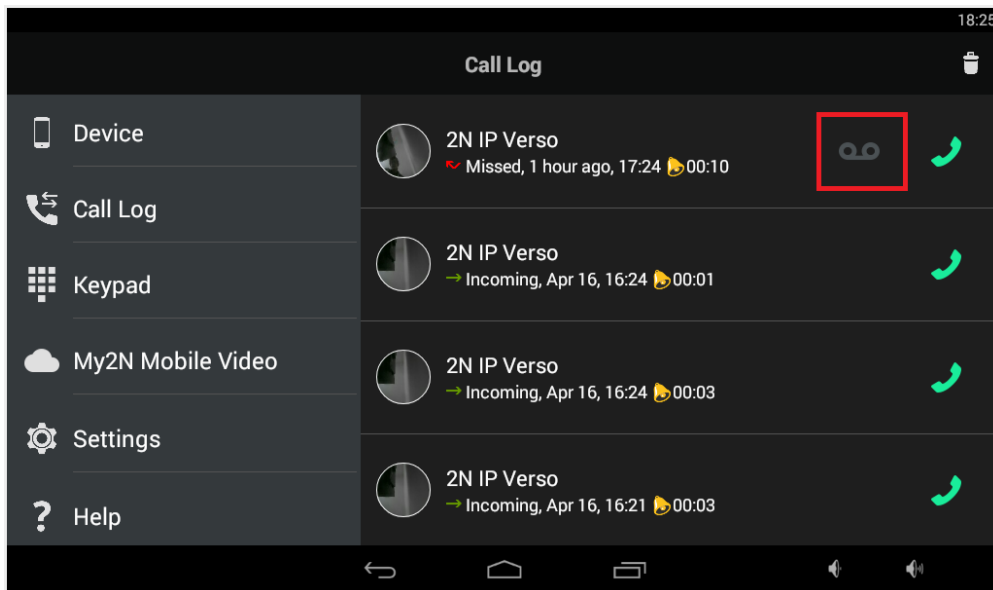 18:25
Call Log
Device
Call Log
Keypad
My2N Mobile Video
Settings
Help
2N IP Verso
Missed, 1 hour ago, 17:24 00:10
2N IP Verso
Incoming, Apr 16, 16:24 00:01
2N IP Verso
Incoming, Apr 16, 16:24 00:03
2N IP Verso
Incoming, Apr 16, 16:21 00:03